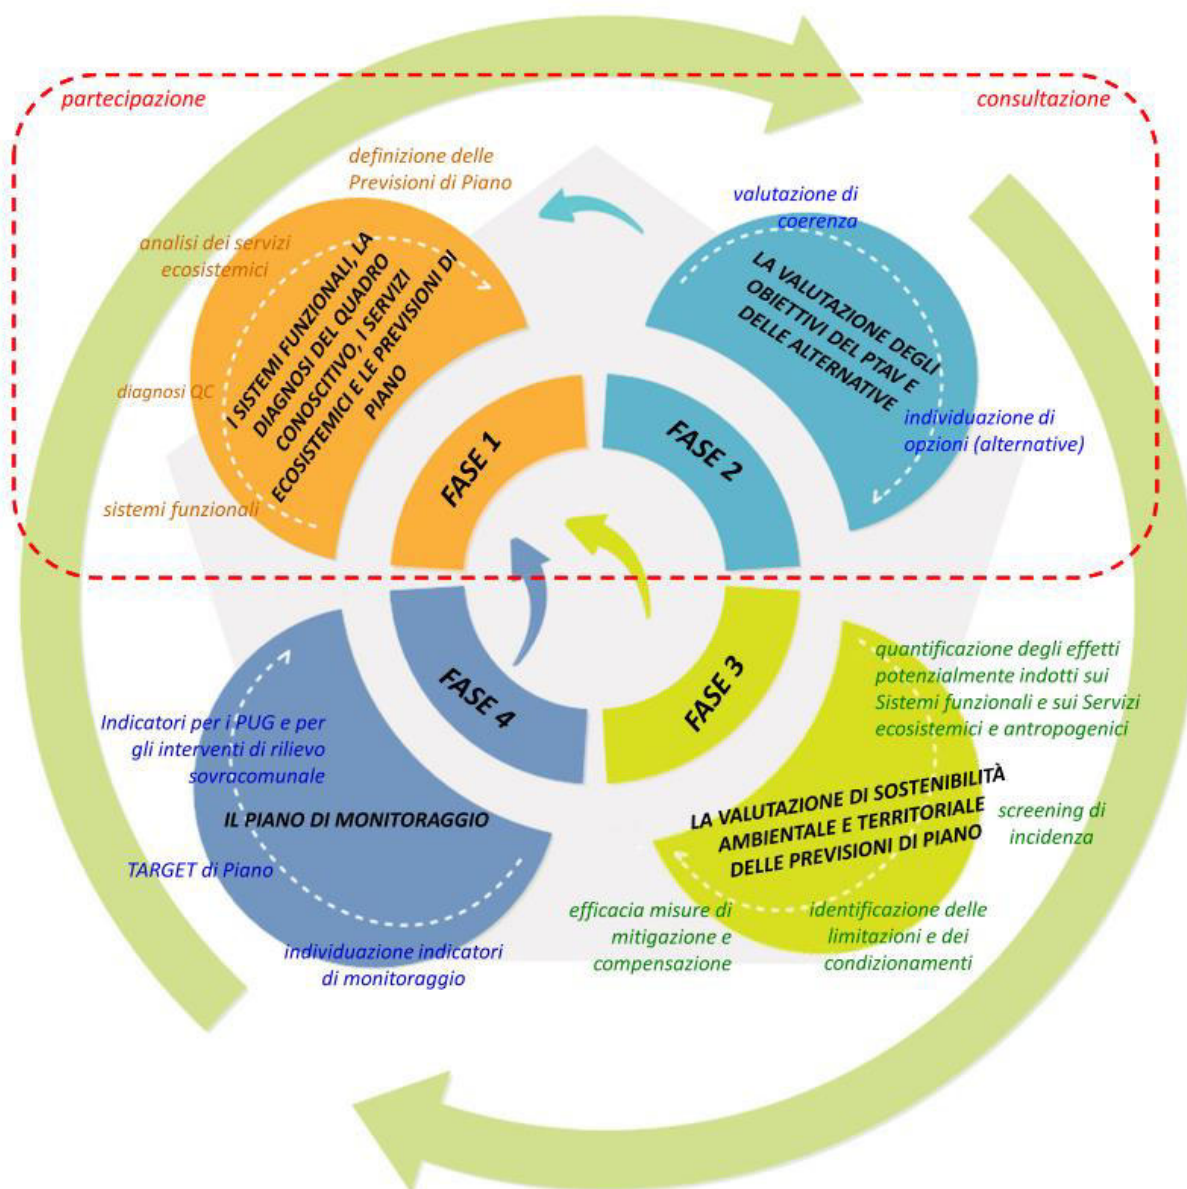 partecipazione
consultazione
definizione delle
Previsioni di Piano
analisi dei servizi
ecosistemici
diagnosi QC
sistemi funzionali
I SISTEMI FUNZIONALI, LA
DIAGNOSI DEL QUADRO
CONOSCITIVO, I SERVIZI
ECOSISTEMICI E LE PREVISIONI DI
PIANO
FASE 1
valutazione di
coerenza
LA VALUTAZIONE DEGLI
OBIETTIVI DEL PTAV E
DELLE ALTERNATIVE
individuazione di
opzioni (alternative)
FASE 2
quantificazione degli effetti
potenzialmente indotti sui
Sistemi funzionali e sui Servizi
ecosistemici e antropogenici
FASE 3
LA VALUTAZIONE DI SOSTENIBILITÀ
AMBIENTALE E TERRITORIALE
DELLE PREVISIONI DI PIANO
screening di
incidenza
identificazione delle
limitazioni e dei
condizionamenti
efficacia misure di
mitigazione e
compensazione
FASE 4
Indicatori per i PUG e per
gli interventi di rilievo
sovracomunale
IL PIANO DI MONITORAGGIO
TARGET di Piano
individuazione indicatori
di monitoraggio